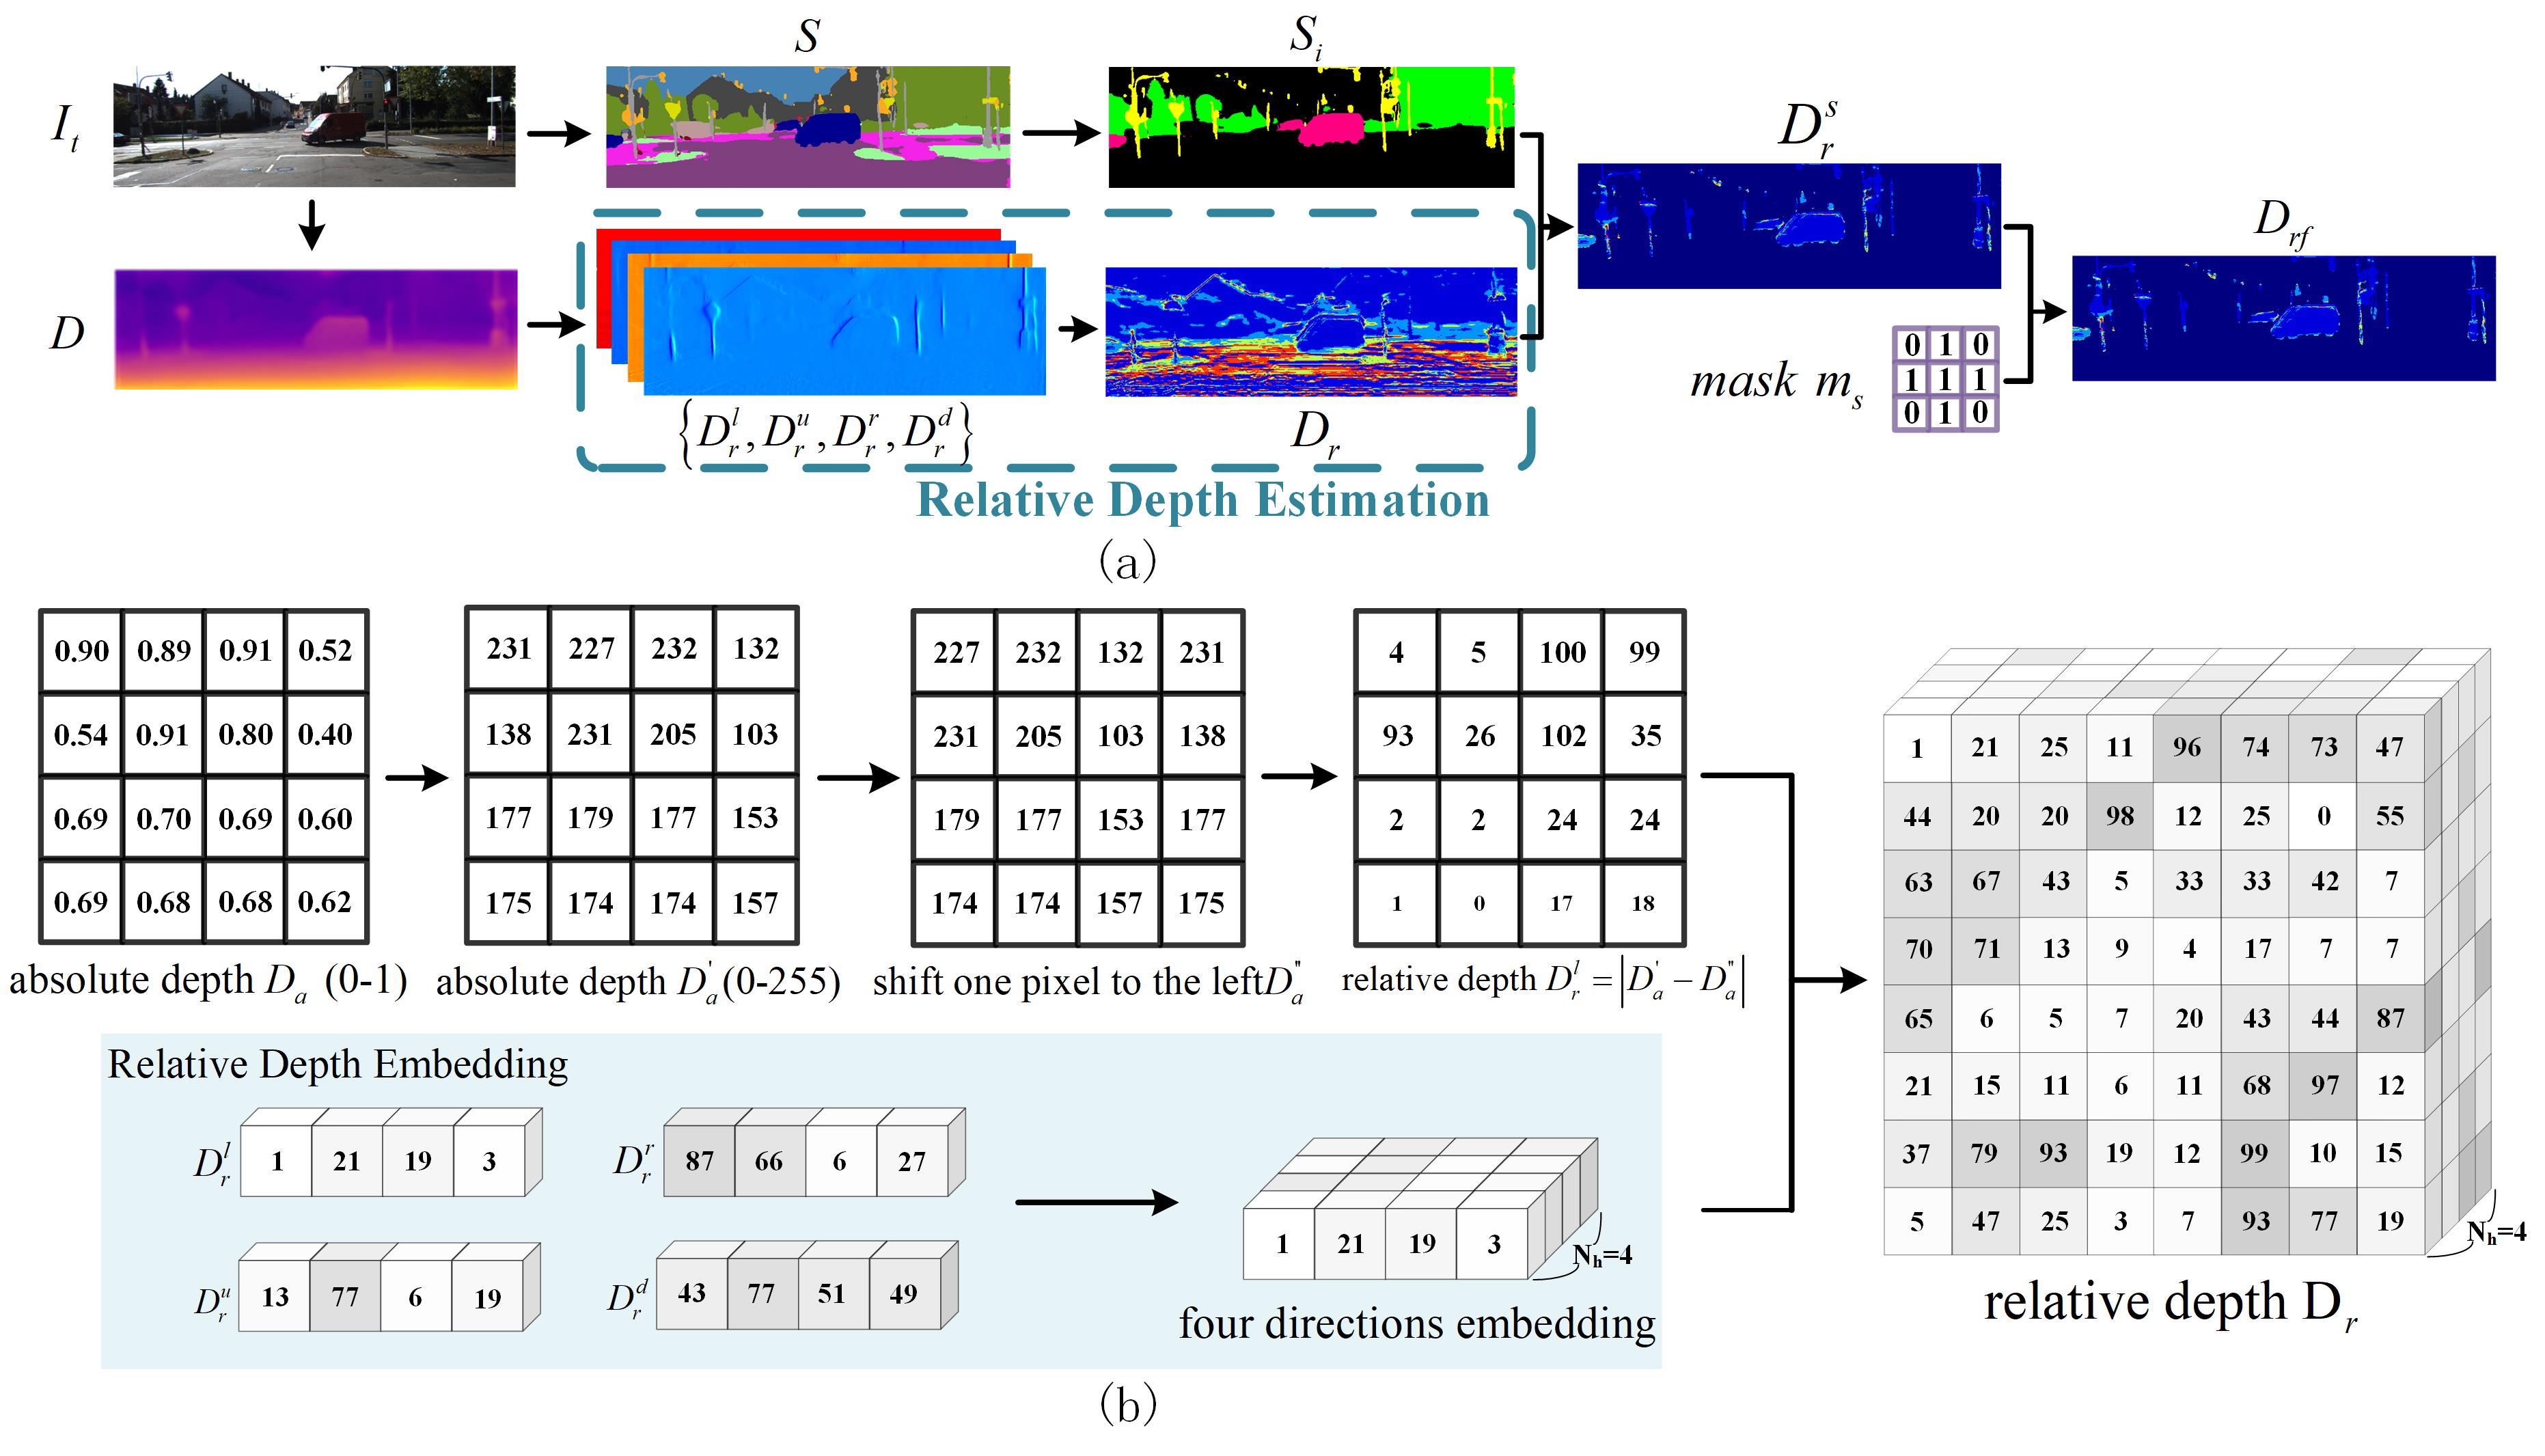 S
S_i
I_t
D_r^s
D_rf
D
mask m_s
0 1 0
1 1 1
0 1 0
{D_r^l, D_r^u, D_r^r, D_r^d}
D_r
Relative Depth Estimation
(a)
0.90 0.89 0.91 0.52
0.54 0.91 0.80 0.40
0.69 0.70 0.69 0.60
0.69 0.68 0.68 0.62
absolute depth D_a (0-1)
231 227 232 132
138 231 205 103
177 179 177 153
175 174 174 157
absolute depth D_a^' (0-255)
227 232 132 231
231 205 103 138
179 177 153 177
174 174 157 175
shift one pixel to the left D_a^"
4 5 100 99
93 26 102 35
2 2 24 24
1 0 17 18
relative depth D_r^l = |D_a^' − D_a^"|
Relative Depth Embedding
D_r^l 1 21 19 3
D_r^r 87 66 6 27
D_r^u 13 77 6 19
D_r^d 43 77 51 49
1 21 19 3
N_h=4
four directions embedding
1 21 25 11 96 74 73 47
44 20 20 98 12 25 0 55
63 67 43 5 33 33 42 7
70 71 13 9 4 17 7 7
65 6 5 7 20 43 44 87
21 15 11 6 11 68 97 12
37 79 93 19 12 99 10 15
5 47 25 3 7 93 77 19
N_h=4
relative depth D_r
(b)